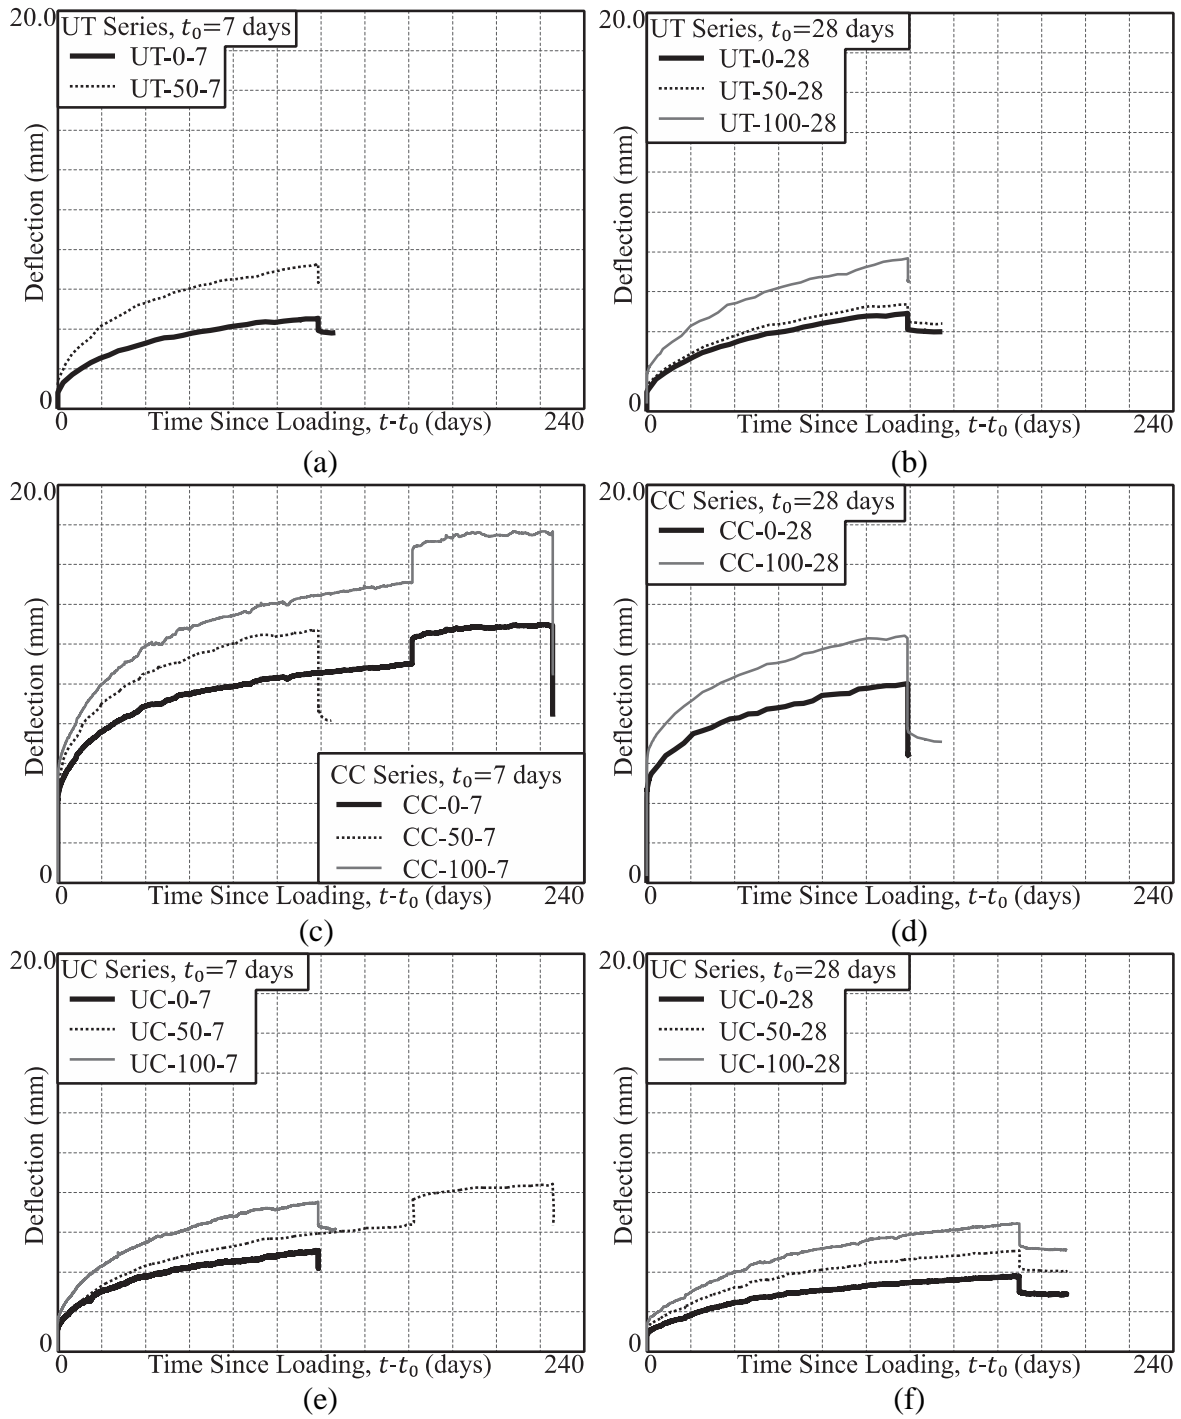 20.0
UT Series, t₀=7 days
UT-0-7
UT-50-7
Deflection (mm)
0
0
Time Since Loading, t-t₀ (days)
240
(a)
20.0
UT Series, t₀=28 days
UT-0-28
UT-50-28
UT-100-28
Deflection (mm)
0
0
Time Since Loading, t-t₀ (days)
240
(b)
20.0
Deflection (mm)
CC Series, t₀=7 days
CC-0-7
CC-50-7
CC-100-7
0
0
Time Since Loading, t-t₀ (days)
240
(c)
20.0
CC Series, t₀=28 days
CC-0-28
CC-100-28
Deflection (mm)
0
0
Time Since Loading, t-t₀ (days)
240
(d)
20.0
UC Series, t₀=7 days
UC-0-7
UC-50-7
UC-100-7
Deflection (mm)
0
0
Time Since Loading, t-t₀ (days)
240
(e)
20.0
UC Series, t₀=28 days
UC-0-28
UC-50-28
UC-100-28
Deflection (mm)
0
0
Time Since Loading, t-t₀ (days)
240
(f)